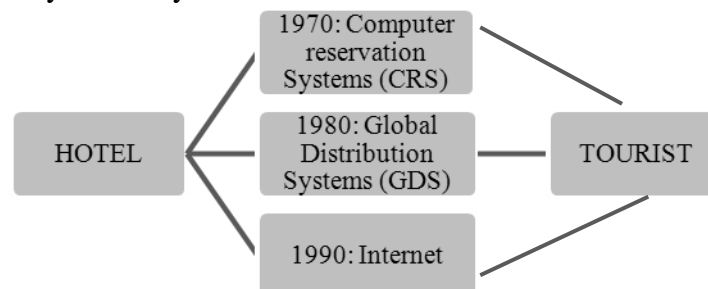 1970: Computer
reservation
Systems (CRS)
HOTEL
1980: Global
Distribution
Systems (GDS)
TOURIST
1990: Internet